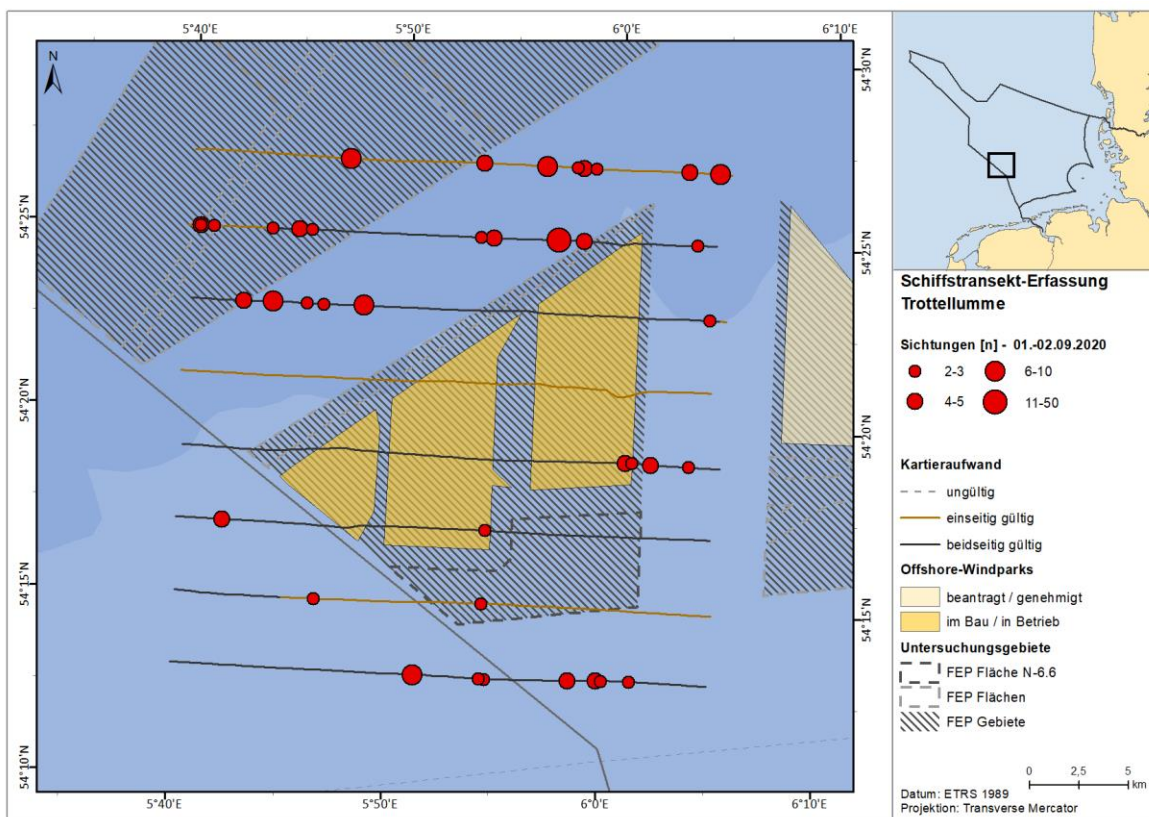 5°40'E 5°50'E 6°0'E 6°10'E
N
54°30'N
54°25'N 54°25'N
54°20'N 54°20'N
54°15'N 54°15'N
54°10'N
5°40'E 5°50'E 6°0'E 6°10'E
Schiffstransekt-Erfassung
Trottellumme
Sichtungen [n] - 01.-02.09.2020
2-3 6-10
4-5 11-50
Kartieraufwand
ungültig
einseitig gültig
beidseitig gültig
Offshore-Windparks
beantragt / genehmigt
im Bau / in Betrieb
Untersuchungsgebiete
FEP Fläche N-6.6
FEP Flächen
FEP Gebiete
0 2,5 5
km
Datum: ETRS 1989
Projektion: Transverse Mercator